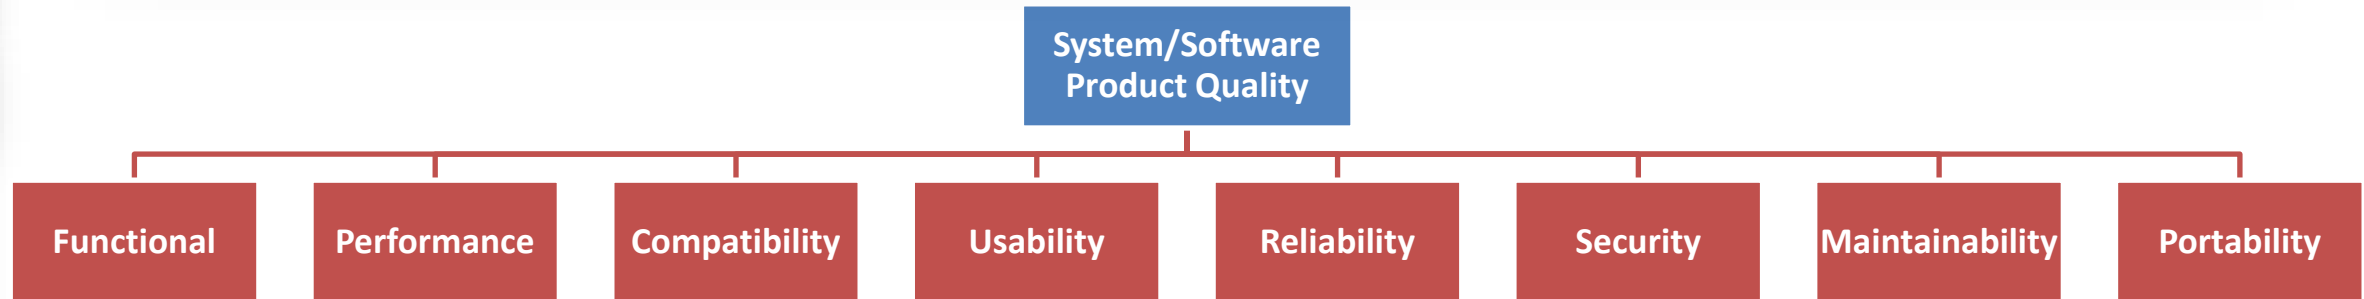 System/Software
Product Quality
Functional
Performance
Compatibility
Usability
Reliability
Security
Maintainability
Portability